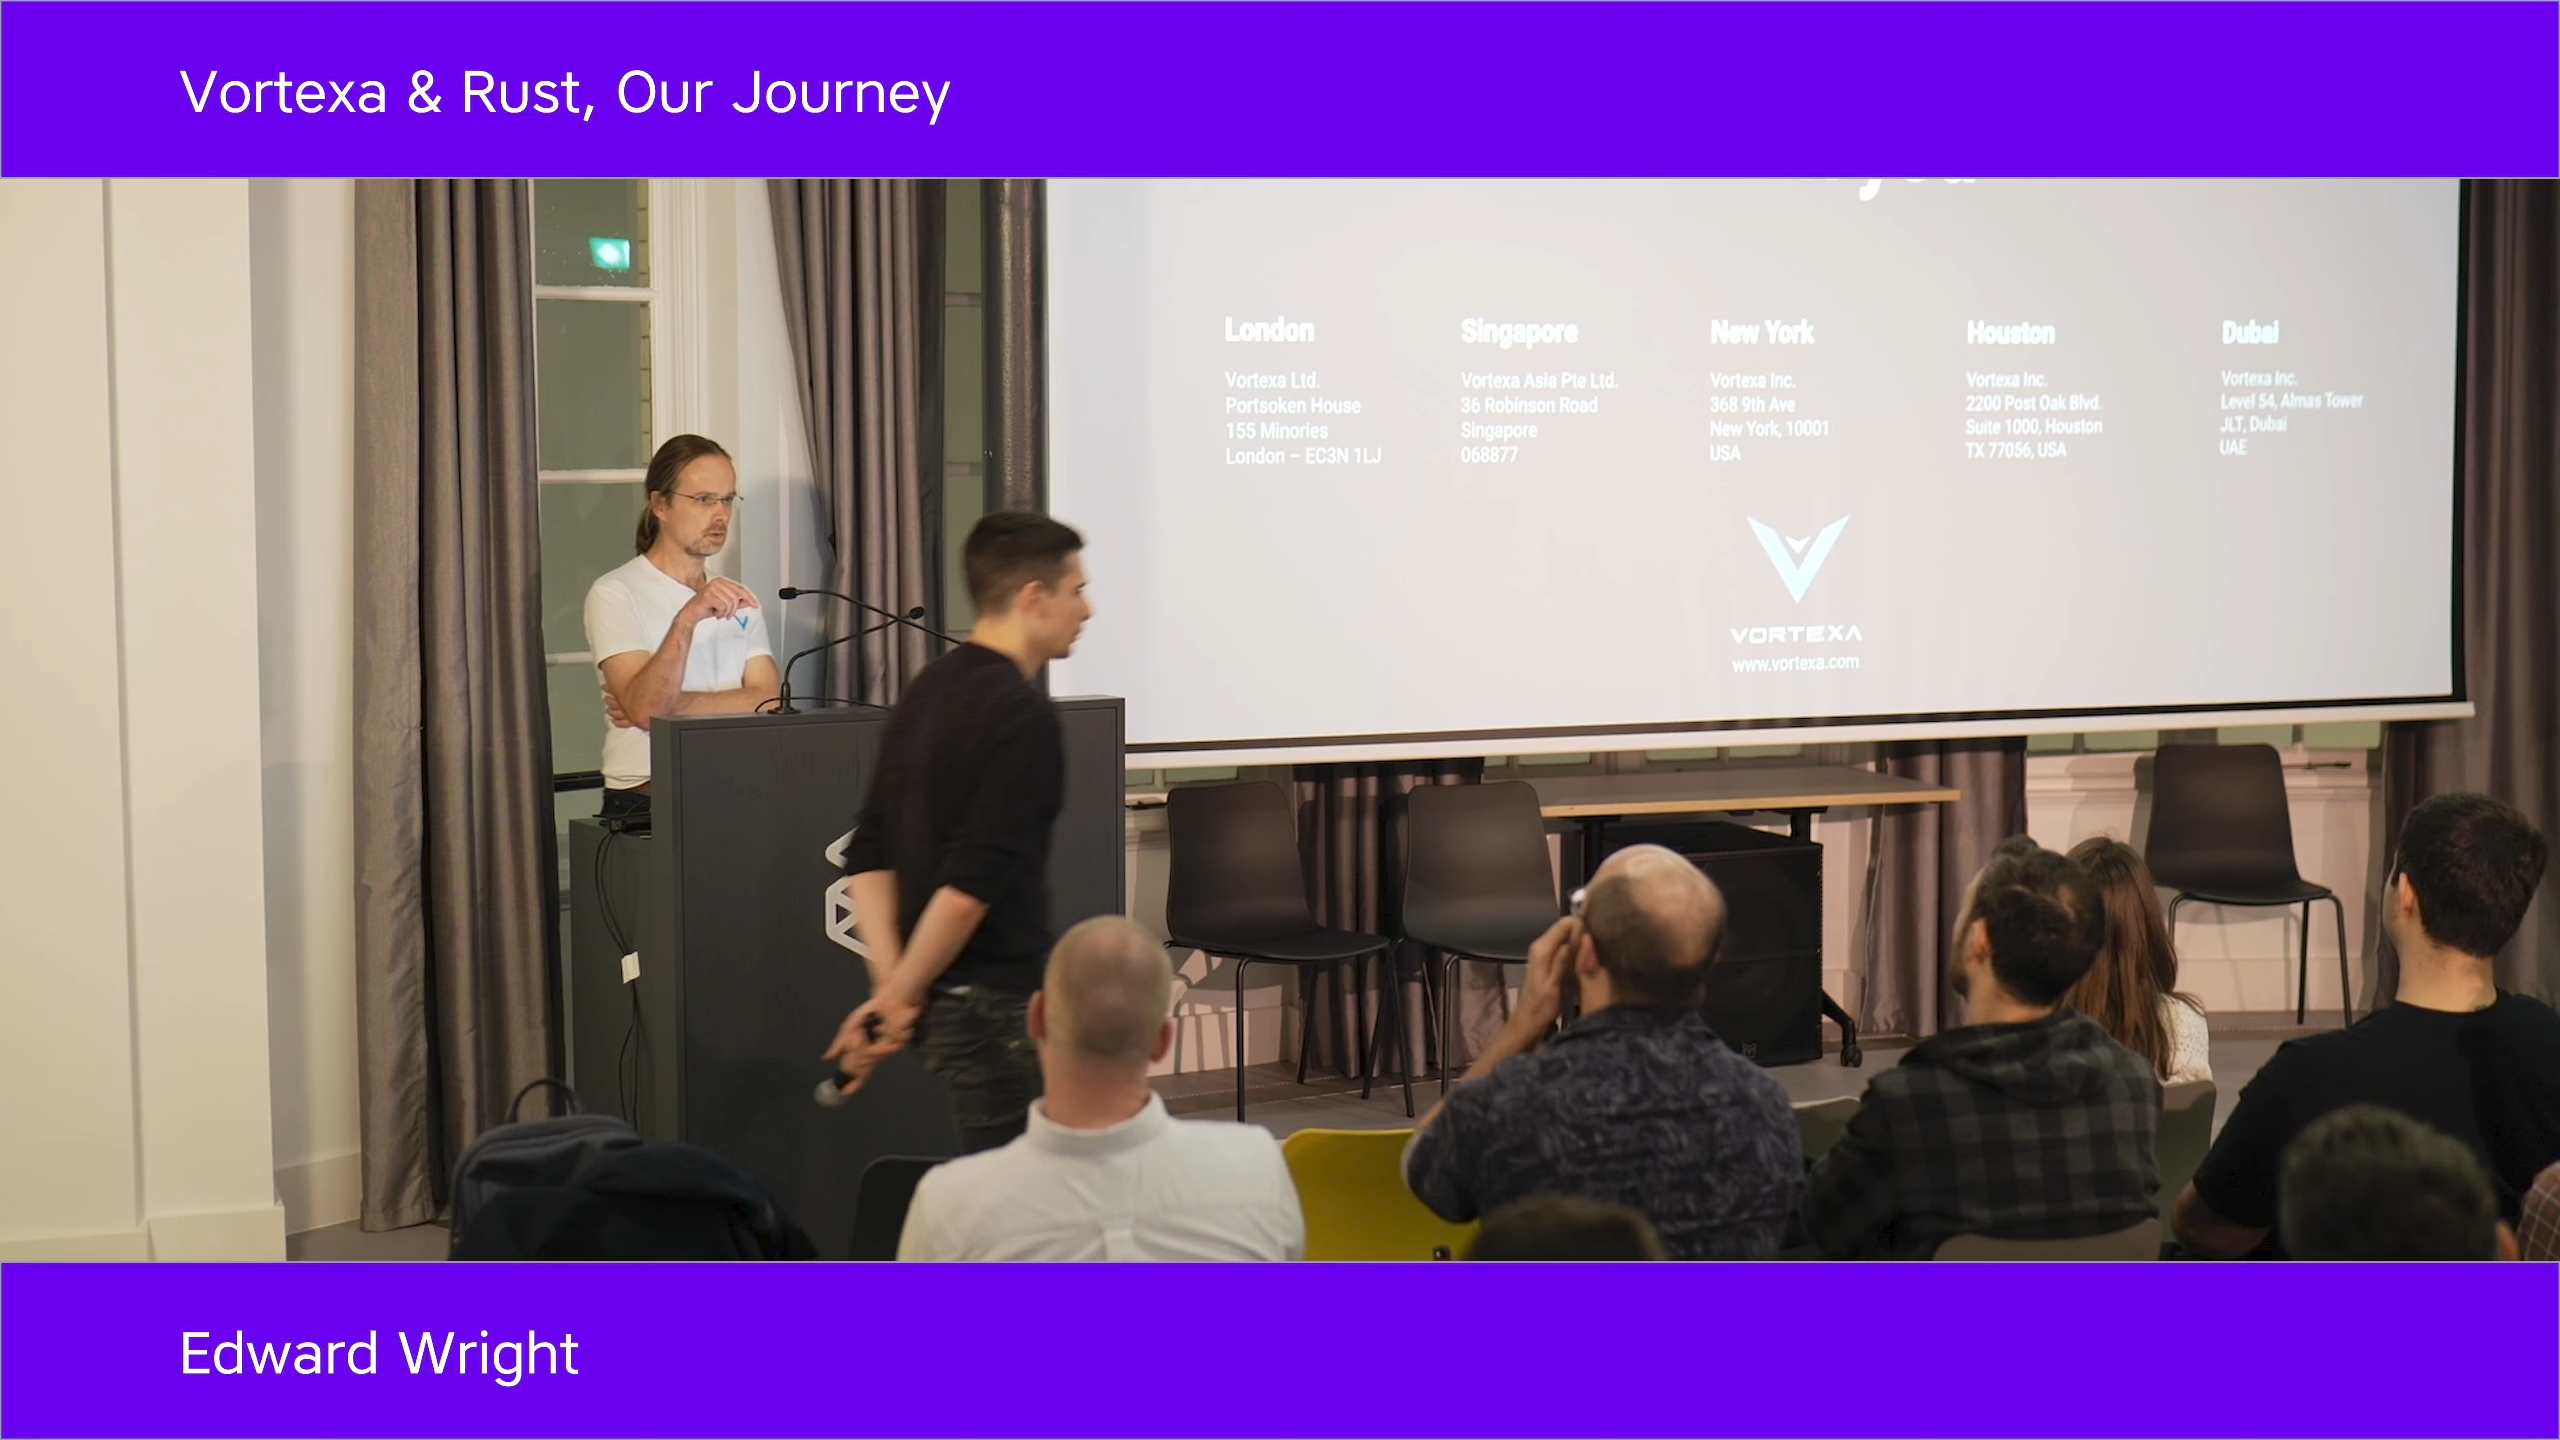 Vortexa & Rust, Our Journey
London
Vortexa Ltd.
Portsoken House
155 Minories
London – EC3N 1LJ
Singapore
Vortexa Asia Pte Ltd.
36 Robinson Road
Singapore
068877
New York
Vortexa Inc.
368 9th Ave
New York, 10001
USA
Houston
Vortexa Inc.
2200 Post Oak Blvd.
Suite 1000, Houston
TX 77056, USA
Dubai
Vortexa Inc.
Level 54, Almas Tower
JLT, Dubai
UAE
VORTEXA
www.vortexa.com
Edward Wright